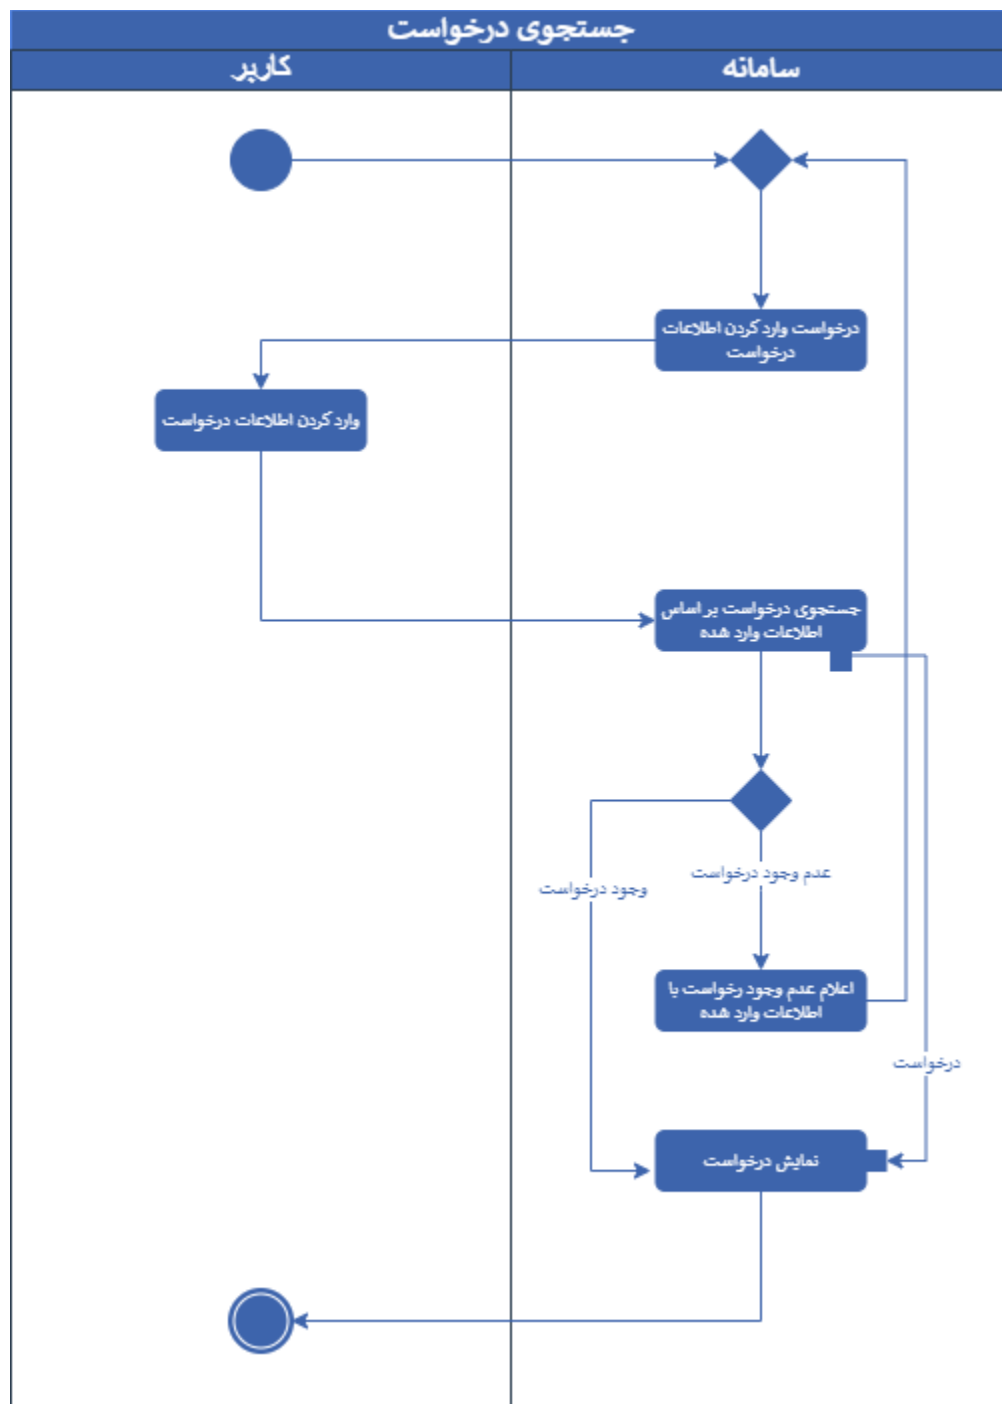 جستجوی درخواست
سامانه
کاربر
درخواست وارد کردن اطلاعات
درخواست
وارد کردن اطلاعات درخواست
جستجوی درخواست بر اساس
اطلاعات وارد شده
عدم وجود درخواست
وجود درخواست
اعلام عدم وجود رخواست با
اطلاعات وارد شده
درخواست
نمایش درخواست